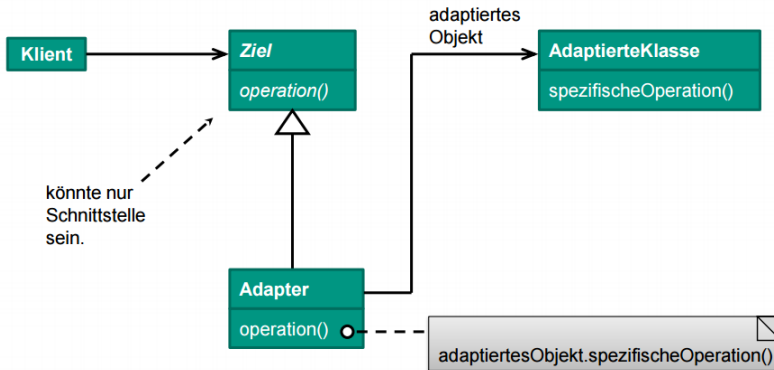 Klient
Ziel
operation()
adaptiertes
Objekt
AdaptierteKlasse
spezifischeOperation()
könnte nur
Schnittstelle
sein.
Adapter
operation()
adaptiertesObjekt.spezifischeOperation()